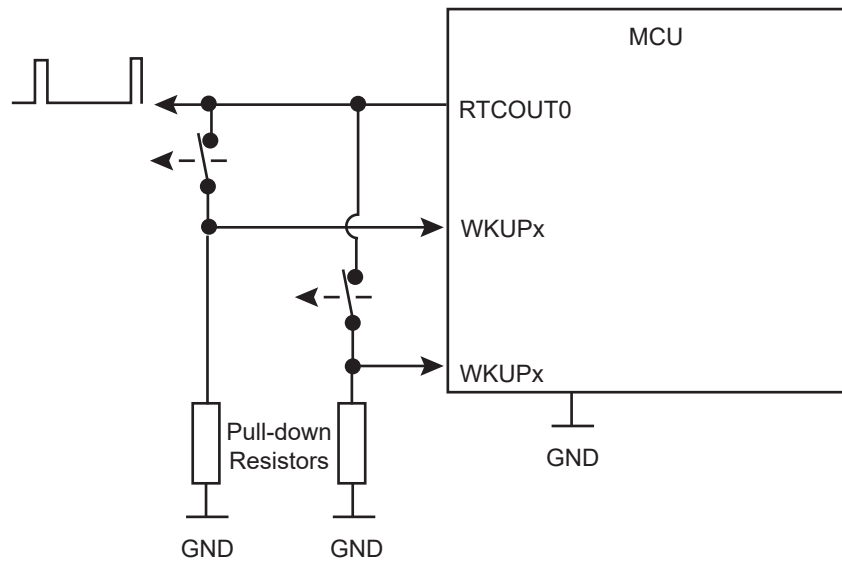 MCU
RTCOUT0
WKUPx
WKUPx
Pull-down
Resistors
GND
GND
GND